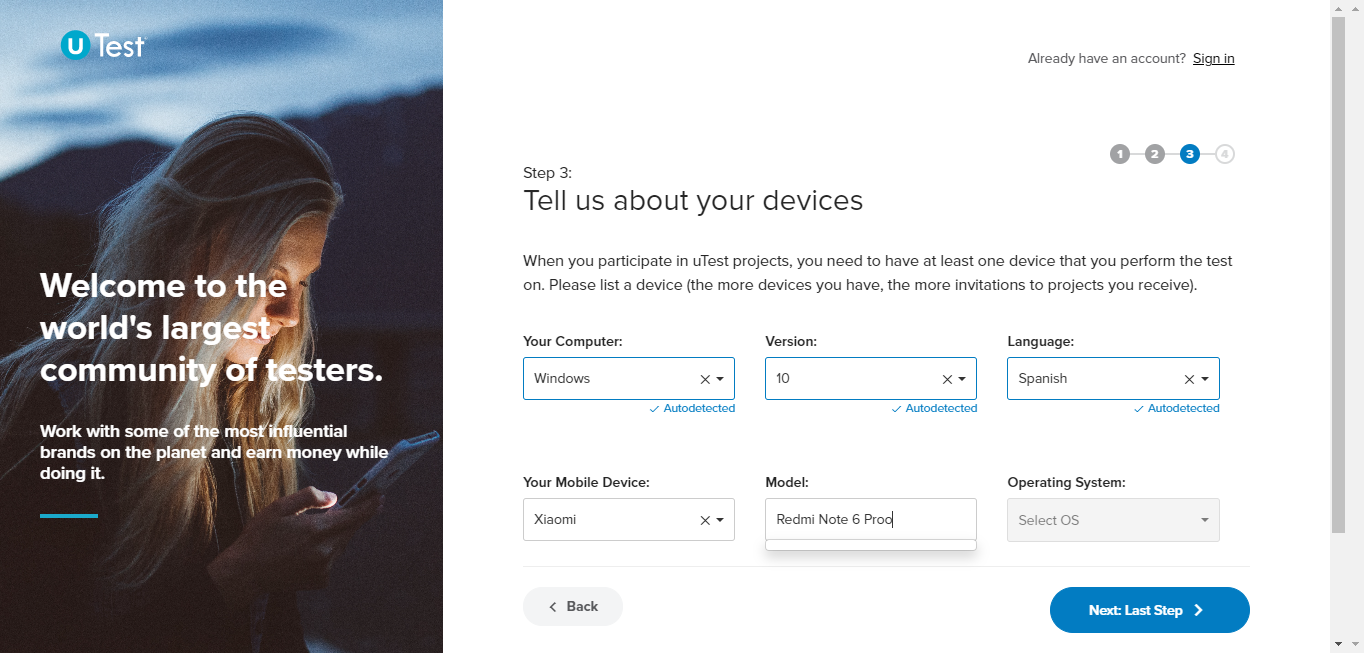 uTest
Welcome to the
world's largest
community of testers.
Work with some of the most influential
brands on the planet and earn money while
doing it.
Already have an account? Sign in
1 2 3 4
Step 3:
Tell us about your devices
When you participate in uTest projects, you need to have at least one device that you perform the test
on. Please list a device (the more devices you have, the more invitations to projects you receive).
Your Computer: Version: Language:
Windows 10 Spanish
Autodetected Autodetected Autodetected
Your Mobile Device: Model: Operating System:
Xiaomi Redmi Note 6 Proo Select OS
Back Next: Last Step